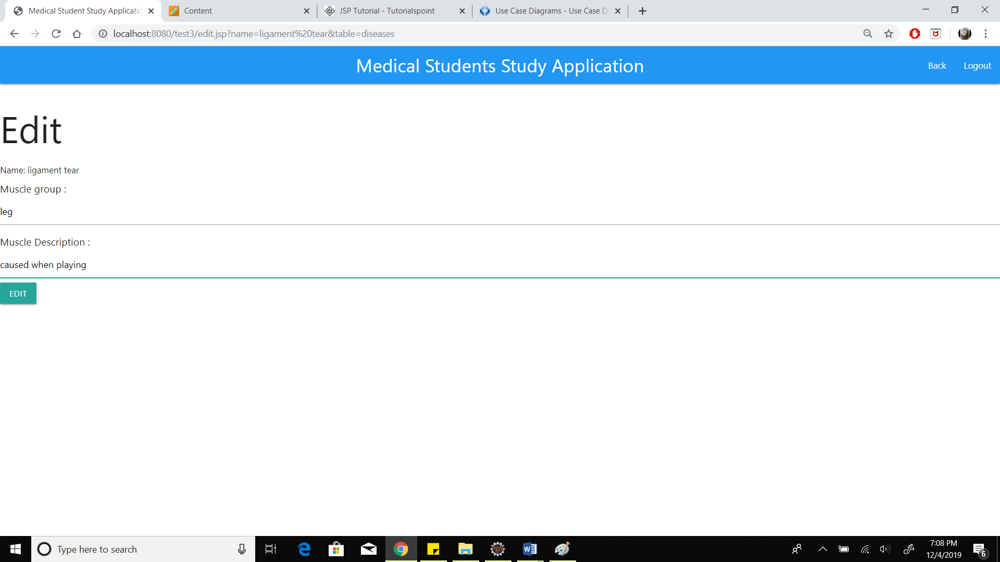 Medical Student Study Applicatio
Content
JSP Tutorial - Tutorialspoint
Use Case Diagrams - Use Case D
localhost:8080/test3/edit.jsp?name=ligament%20tear&table=diseases
Medical Students Study Application
Back
Logout
Edit
Name: ligament tear
Muscle group :
leg
Muscle Description :
caused when playing
EDIT
Type here to search
7:08 PM
12/4/2019
6